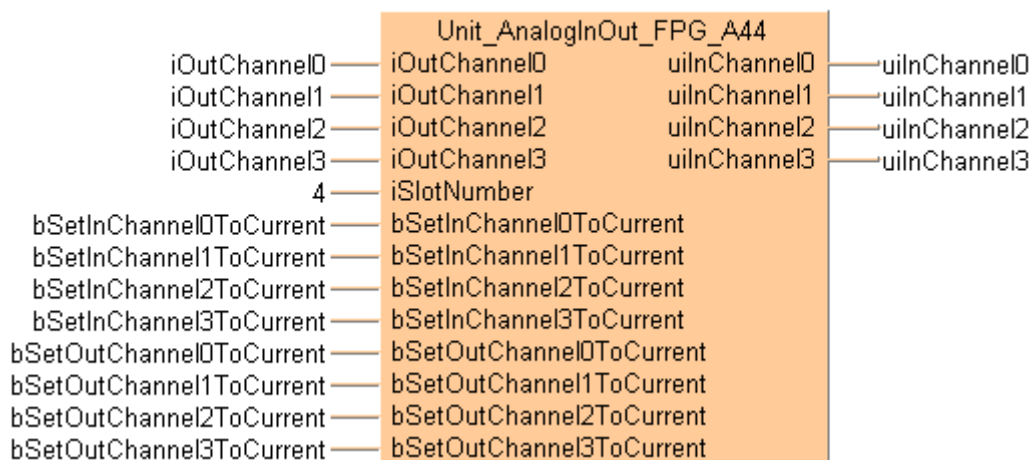 Unit_AnalogInOut_FPG_A44
iOutChannel0 iOutChannel0 uiInChannel0 uiInChannel0
iOutChannel1 iOutChannel1 uiInChannel1 uiInChannel1
iOutChannel2 iOutChannel2 uiInChannel2 uiInChannel2
iOutChannel3 iOutChannel3 uiInChannel3 uiInChannel3
4 iSlotNumber
bSetInChannel0ToCurrent bSetInChannel0ToCurrent
bSetInChannel1ToCurrent bSetInChannel1ToCurrent
bSetInChannel2ToCurrent bSetInChannel2ToCurrent
bSetInChannel3ToCurrent bSetInChannel3ToCurrent
bSetOutChannel0ToCurrent bSetOutChannel0ToCurrent
bSetOutChannel1ToCurrent bSetOutChannel1ToCurrent
bSetOutChannel2ToCurrent bSetOutChannel2ToCurrent
bSetOutChannel3ToCurrent bSetOutChannel3ToCurrent